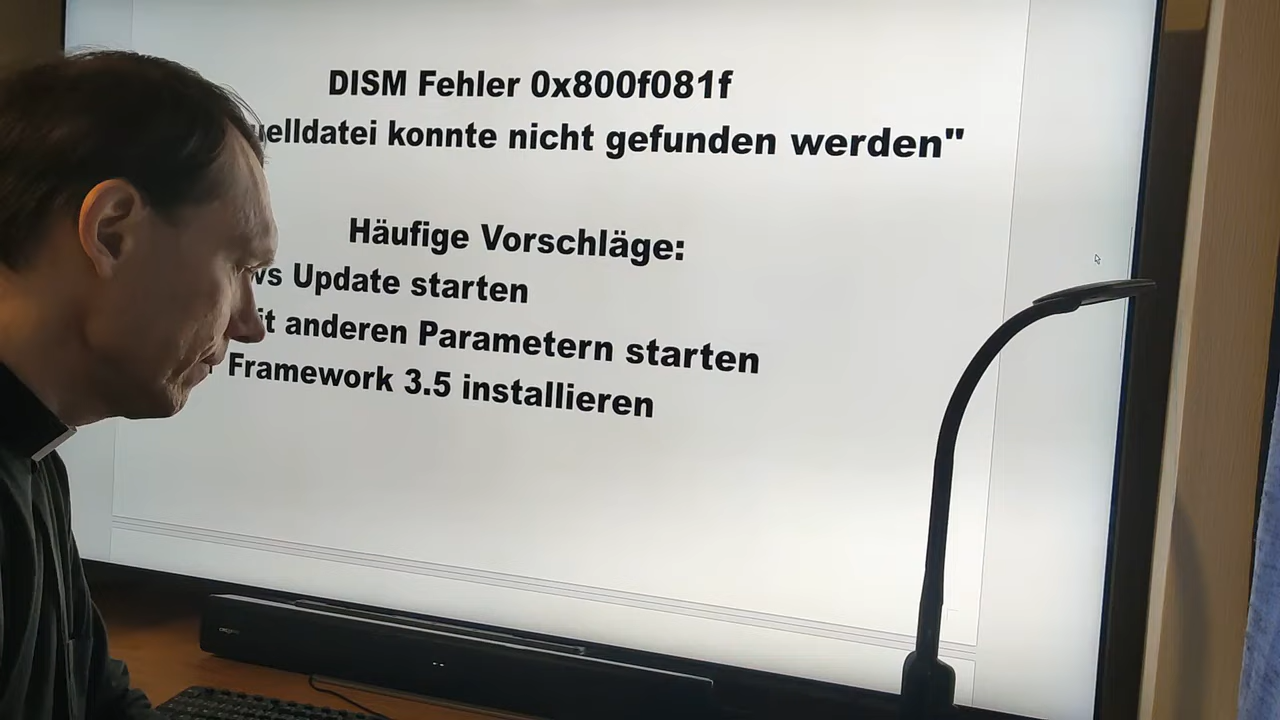 DISM Fehler 0x800f081f
uelldatei konnte nicht gefunden werden"
Häufige Vorschläge:
ws Update starten
it anderen Parametern starten
Framework 3.5 installieren